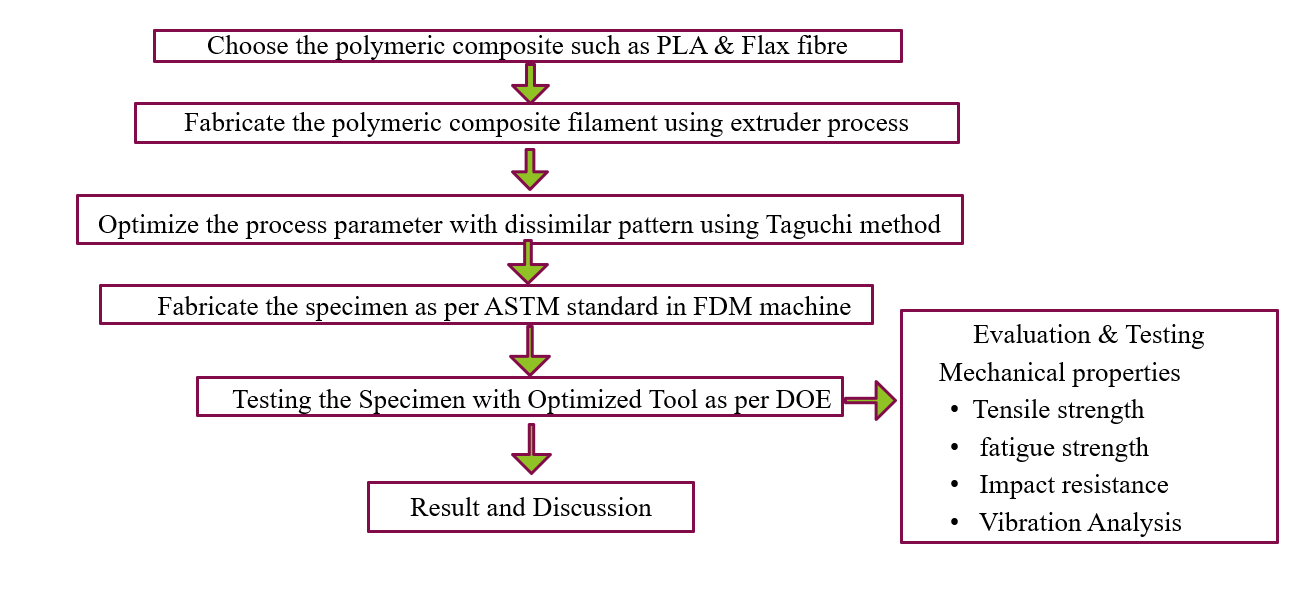 Choose the polymeric composite such as PLA & Flax fibre
Fabricate the polymeric composite filament using extruder process
Optimize the process parameter with dissimilar pattern using Taguchi method
Fabricate the specimen as per ASTM standard in FDM machine
Testing the Specimen with Optimized Tool as per DOE
Evaluation & Testing
Mechanical properties
• Tensile strength
• fatigue strength
• Impact resistance
• Vibration Analysis
Result and Discussion